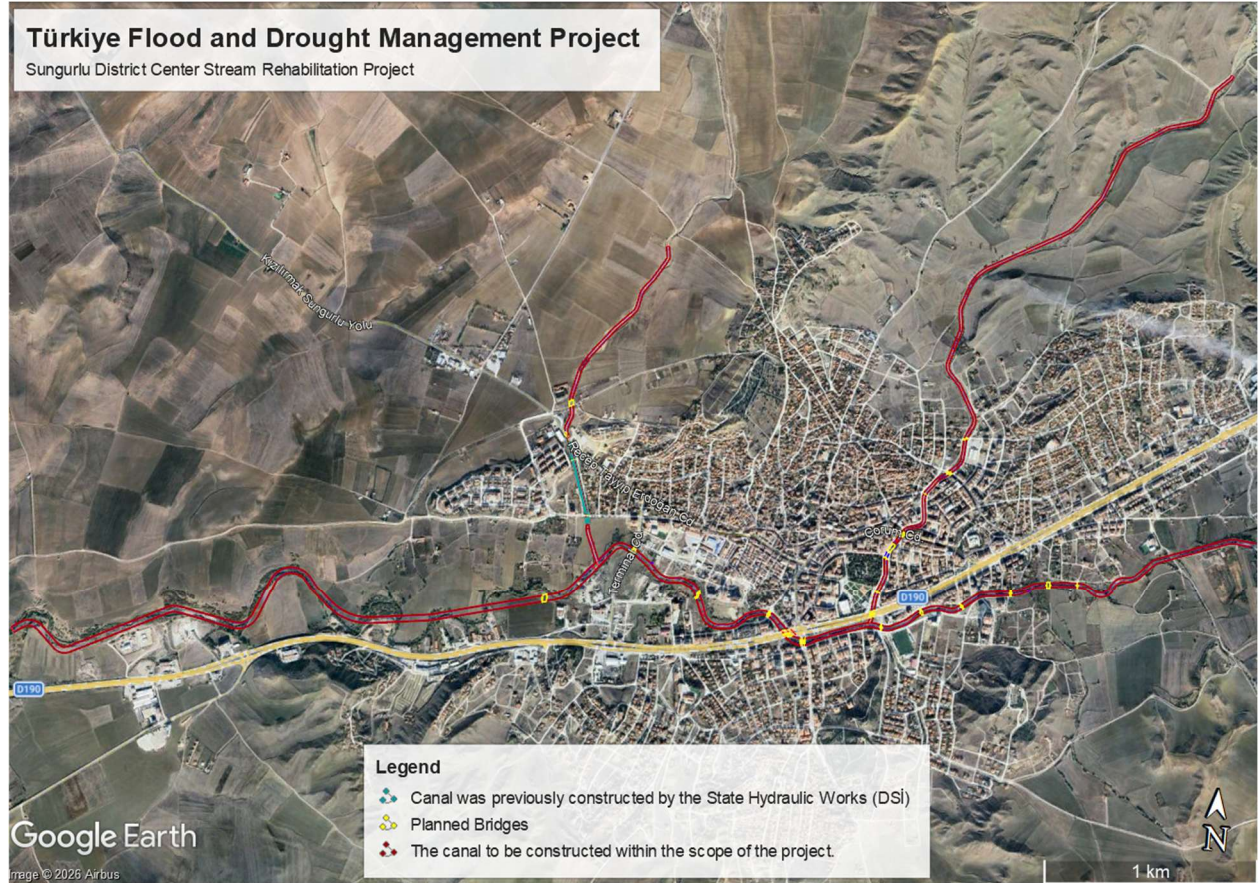 Türkiye Flood and Drought Management Project
Sungurlu District Center Stream Rehabilitation Project
Kızılırmak Sungurlu Yolu
Recep Tayyip Erdoğan Cd.
Terminal Cd.
Çorum Cd.
D190
D190
Legend
Canal was previously constructed by the State Hydraulic Works (DSİ)
Planned Bridges
The canal to be constructed within the scope of the project.
Google Earth
Image © 2026 Airbus
N
1 km